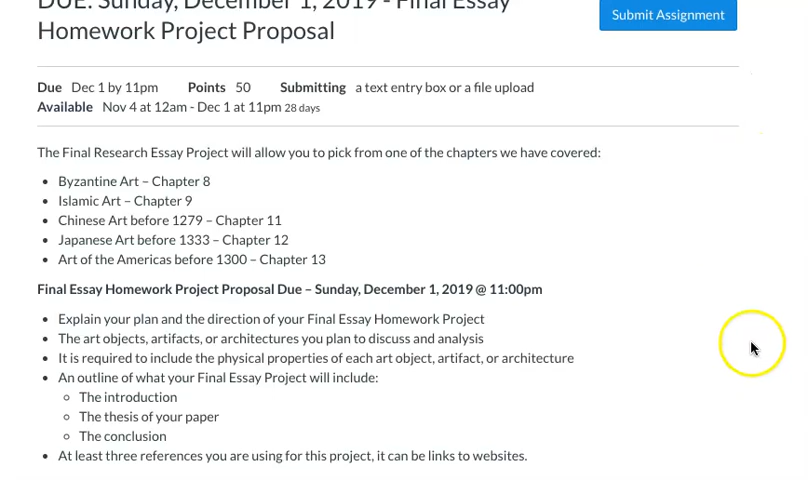 DUE: Sunday, December 1, 2019 - Final Essay
Homework Project Proposal
Submit Assignment
Due Dec 1 by 11pm Points 50 Submitting a text entry box or a file upload
Available Nov 4 at 12am - Dec 1 at 11pm 28 days
The Final Research Essay Project will allow you to pick from one of the chapters we have covered:
• Byzantine Art – Chapter 8
• Islamic Art – Chapter 9
• Chinese Art before 1279 – Chapter 11
• Japanese Art before 1333 – Chapter 12
• Art of the Americas before 1300 – Chapter 13
Final Essay Homework Project Proposal Due – Sunday, December 1, 2019 @ 11:00pm
• Explain your plan and the direction of your Final Essay Homework Project
• The art objects, artifacts, or architectures you plan to discuss and analysis
• It is required to include the physical properties of each art object, artifact, or architecture
• An outline of what your Final Essay Project will include:
◦ The introduction
◦ The thesis of your paper
◦ The conclusion
• At least three references you are using for this project, it can be links to websites.